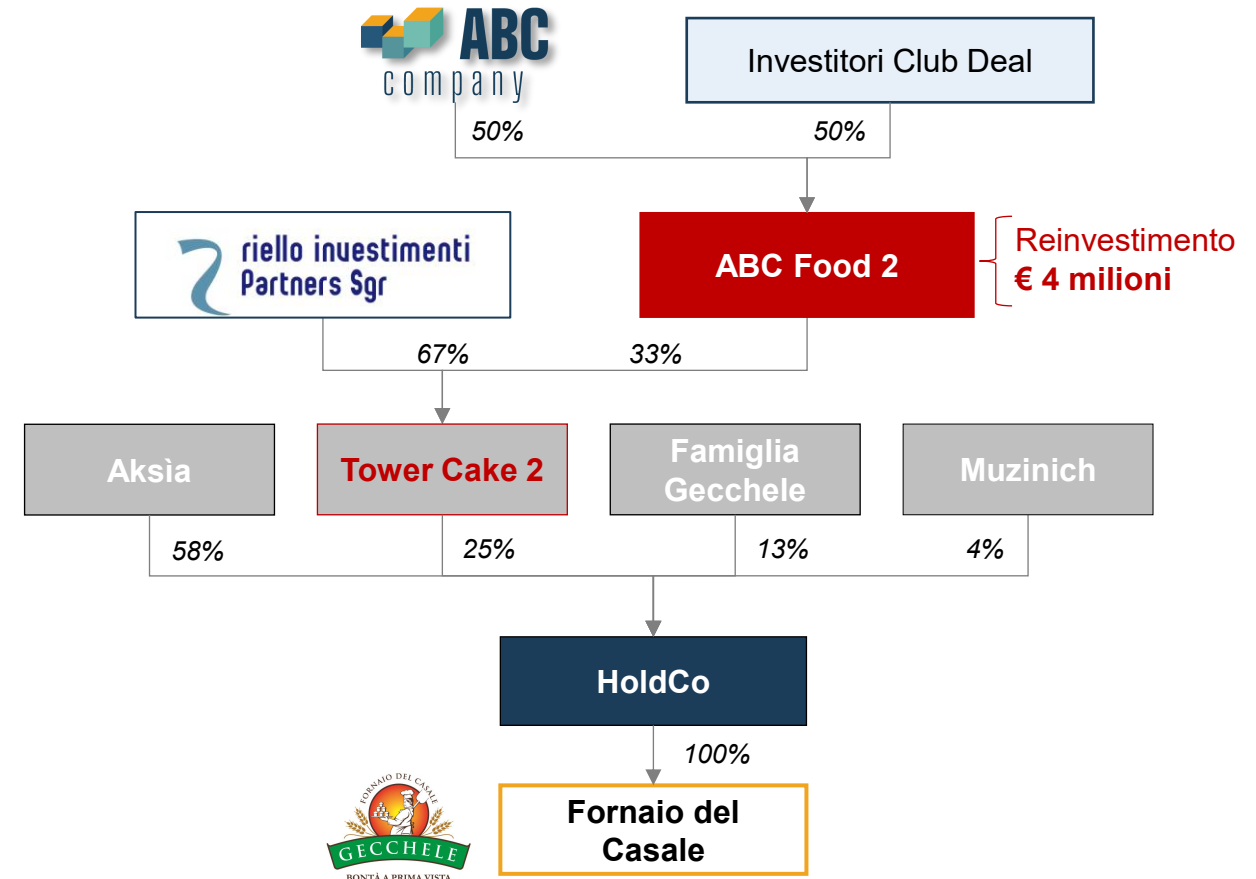 ABC
company
Investitori Club Deal
50%
50%
riello investimenti
Partners Sgr
ABC Food 2
Reinvestimento
€ 4 milioni
67%
33%
Aksìa
Tower Cake 2
Famiglia
Gecchele
Muzinich
58%
25%
13%
4%
HoldCo
100%
FORNAIO DEL CASALE
GECCHELE
BONTÀ A PRIMA VISTA
Fornaio del
Casale